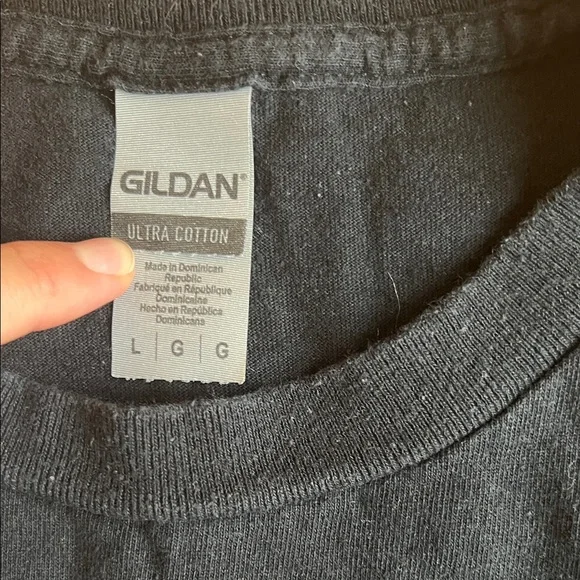 GILDAN®
ULTRA COTTON
Made in Dominican
Republic
Fabriqué en République
Dominicaine
Hecho en República
Dominicana
L | G | G